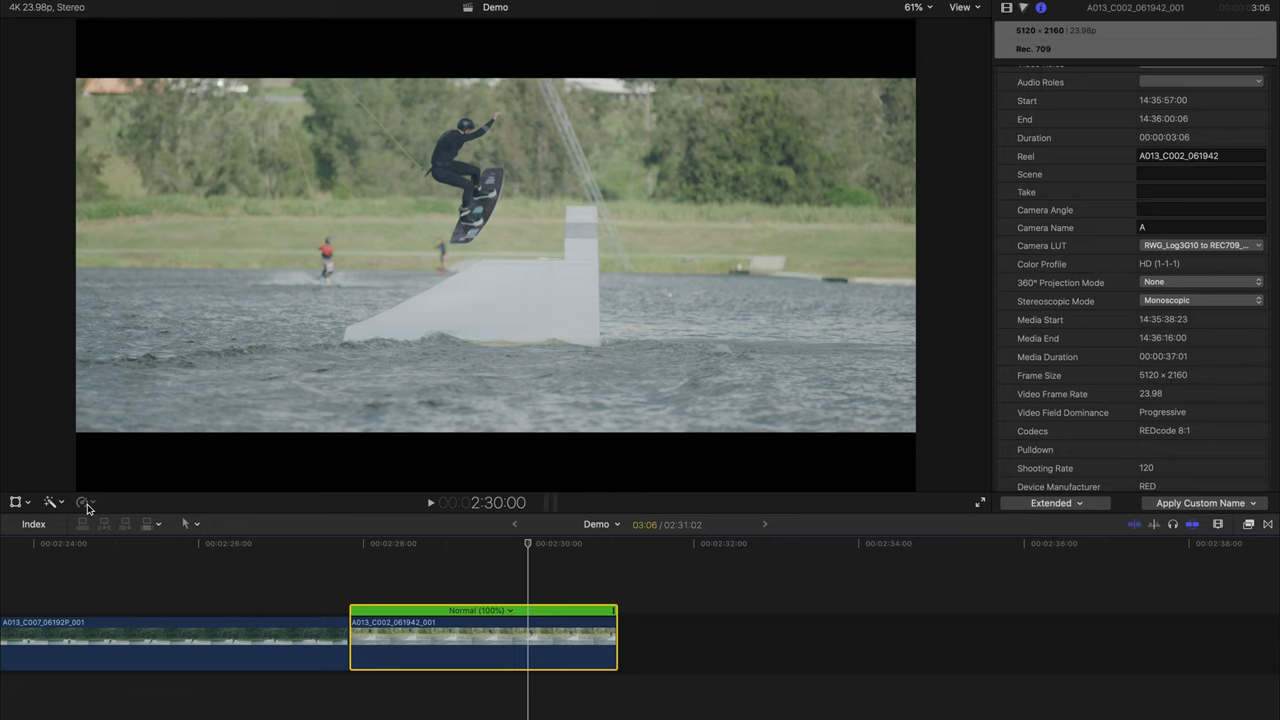 4K 23.98p, Stereo
Demo
61%
View
A013_C002_061942_001
3:06
5120 × 2160 | 23.98p
Rec. 709
Audio Roles
Start 14:35:57:00
End 14:36:00:06
Duration 00:00:03:06
Reel A013_C002_061942
Scene
Take
Camera Angle
Camera Name A
Camera LUT RWG_Log3G10 to REC709_...
Color Profile HD (1-1-1)
360° Projection Mode None
Stereoscopic Mode Monoscopic
Media Start 14:35:38:23
Media End 14:36:16:00
Media Duration 00:00:37:01
Frame Size 5120 × 2160
Video Frame Rate 23.98
Video Field Dominance Progressive
Codecs REDcode 8:1
Pulldown
Shooting Rate 120
Device Manufacturer RED
00:00:2:30:00
Extended
Apply Custom Name
Index
Demo
03:06 / 02:31:02
00:02:24:00
00:02:26:00
00:02:28:00
00:02:30:00
00:02:32:00
00:02:34:00
00:02:36:00
00:02:38:00
Normal (100%)
A013_C007_06192P_001
A013_C002_061942_001